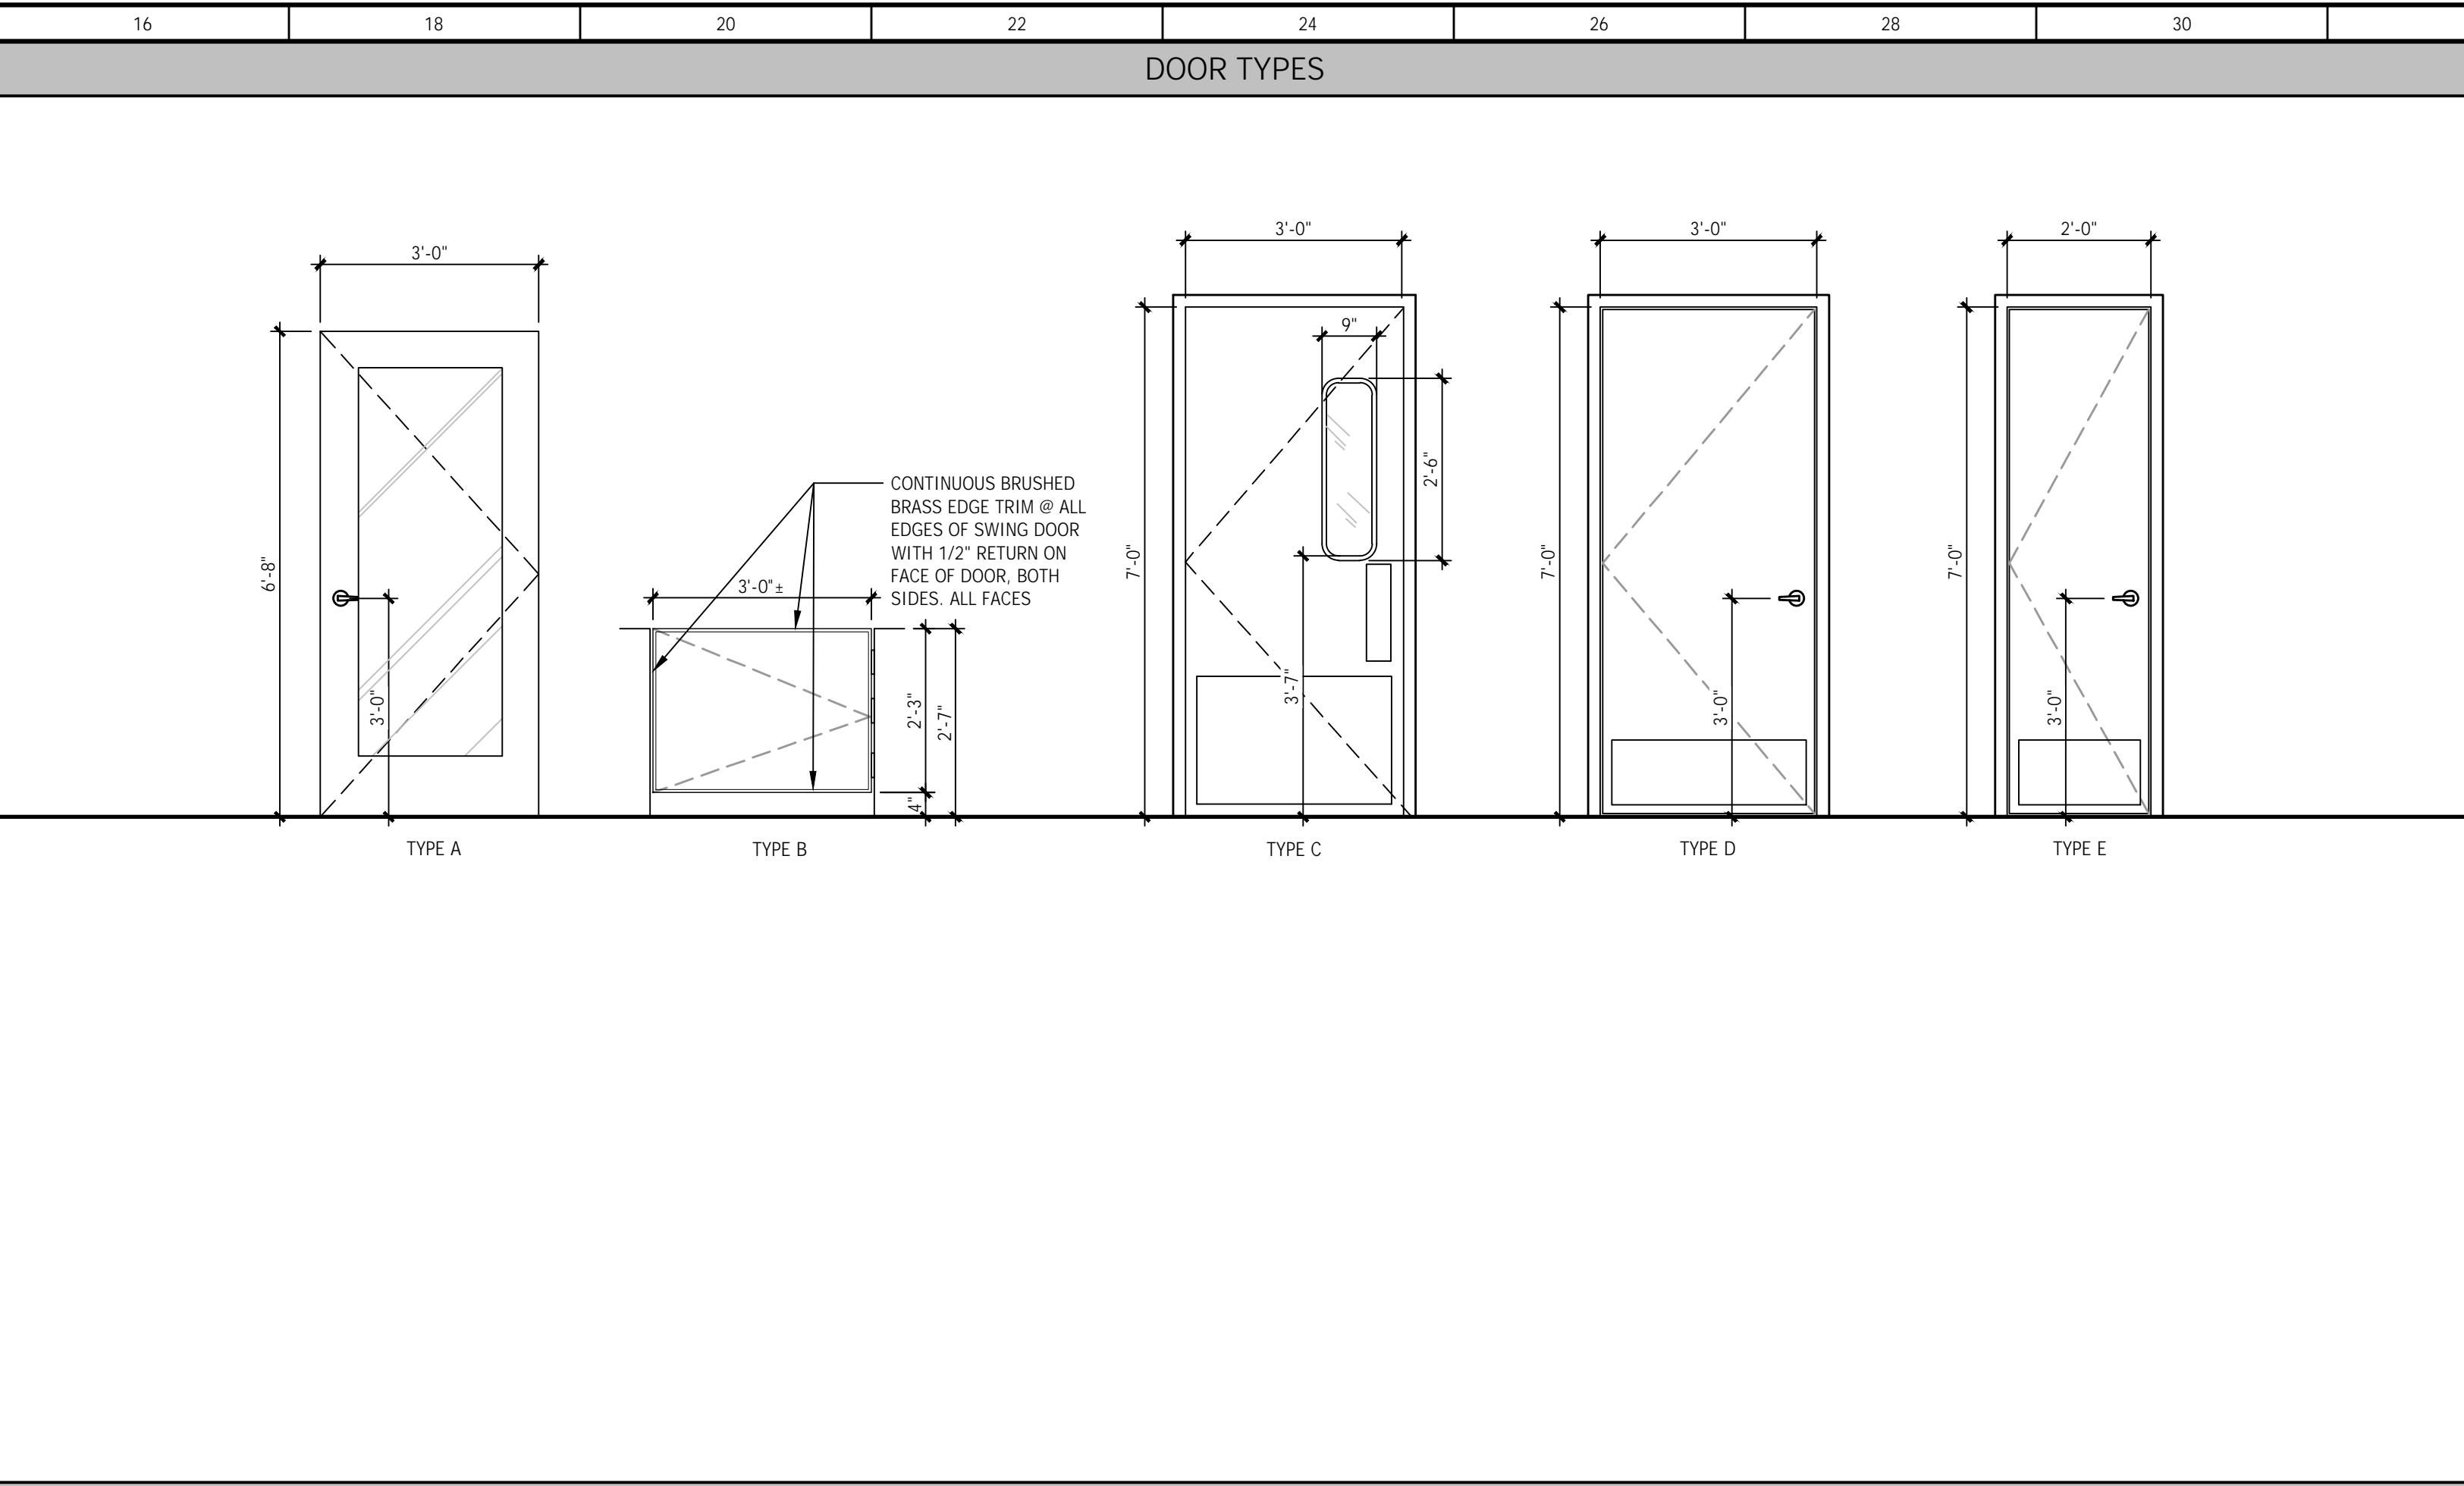 16 18 20 22 24 26 28 30
DOOR TYPES
3'-0"
6'-8"
3'-0"
TYPE A
CONTINUOUS BRUSHED
BRASS EDGE TRIM @ ALL
EDGES OF SWING DOOR
WITH 1/2" RETURN ON
FACE OF DOOR, BOTH
SIDES. ALL FACES
3'-0"±
2'-3"
2'-7"
4"
TYPE B
3'-0"
9"
2'-6"
7'-0"
3'-7"
TYPE C
3'-0"
7'-0"
3'-0"
TYPE D
2'-0"
7'-0"
3'-0"
TYPE E